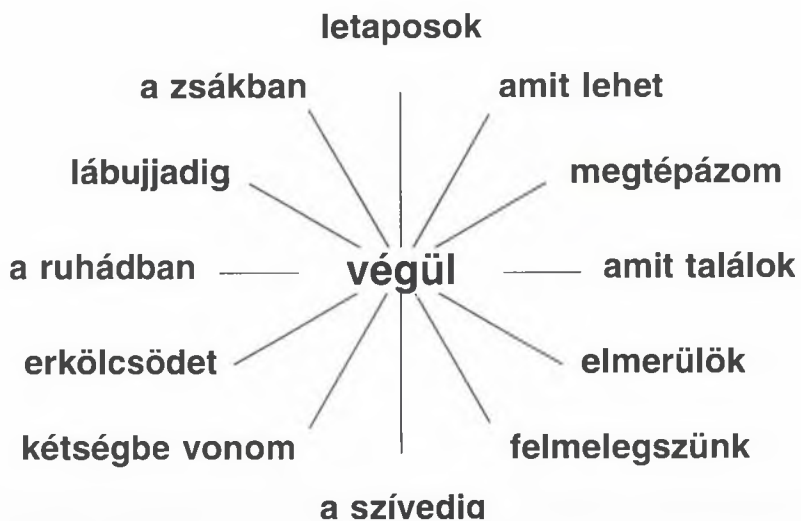 letaposok
a zsákban
amit lehet
lábujjadig
megtépázom
a ruhádban
végül
amit találok
erkölcsödet
elmerülök
kétségbe vonom
felmelegszünk
a szívedig